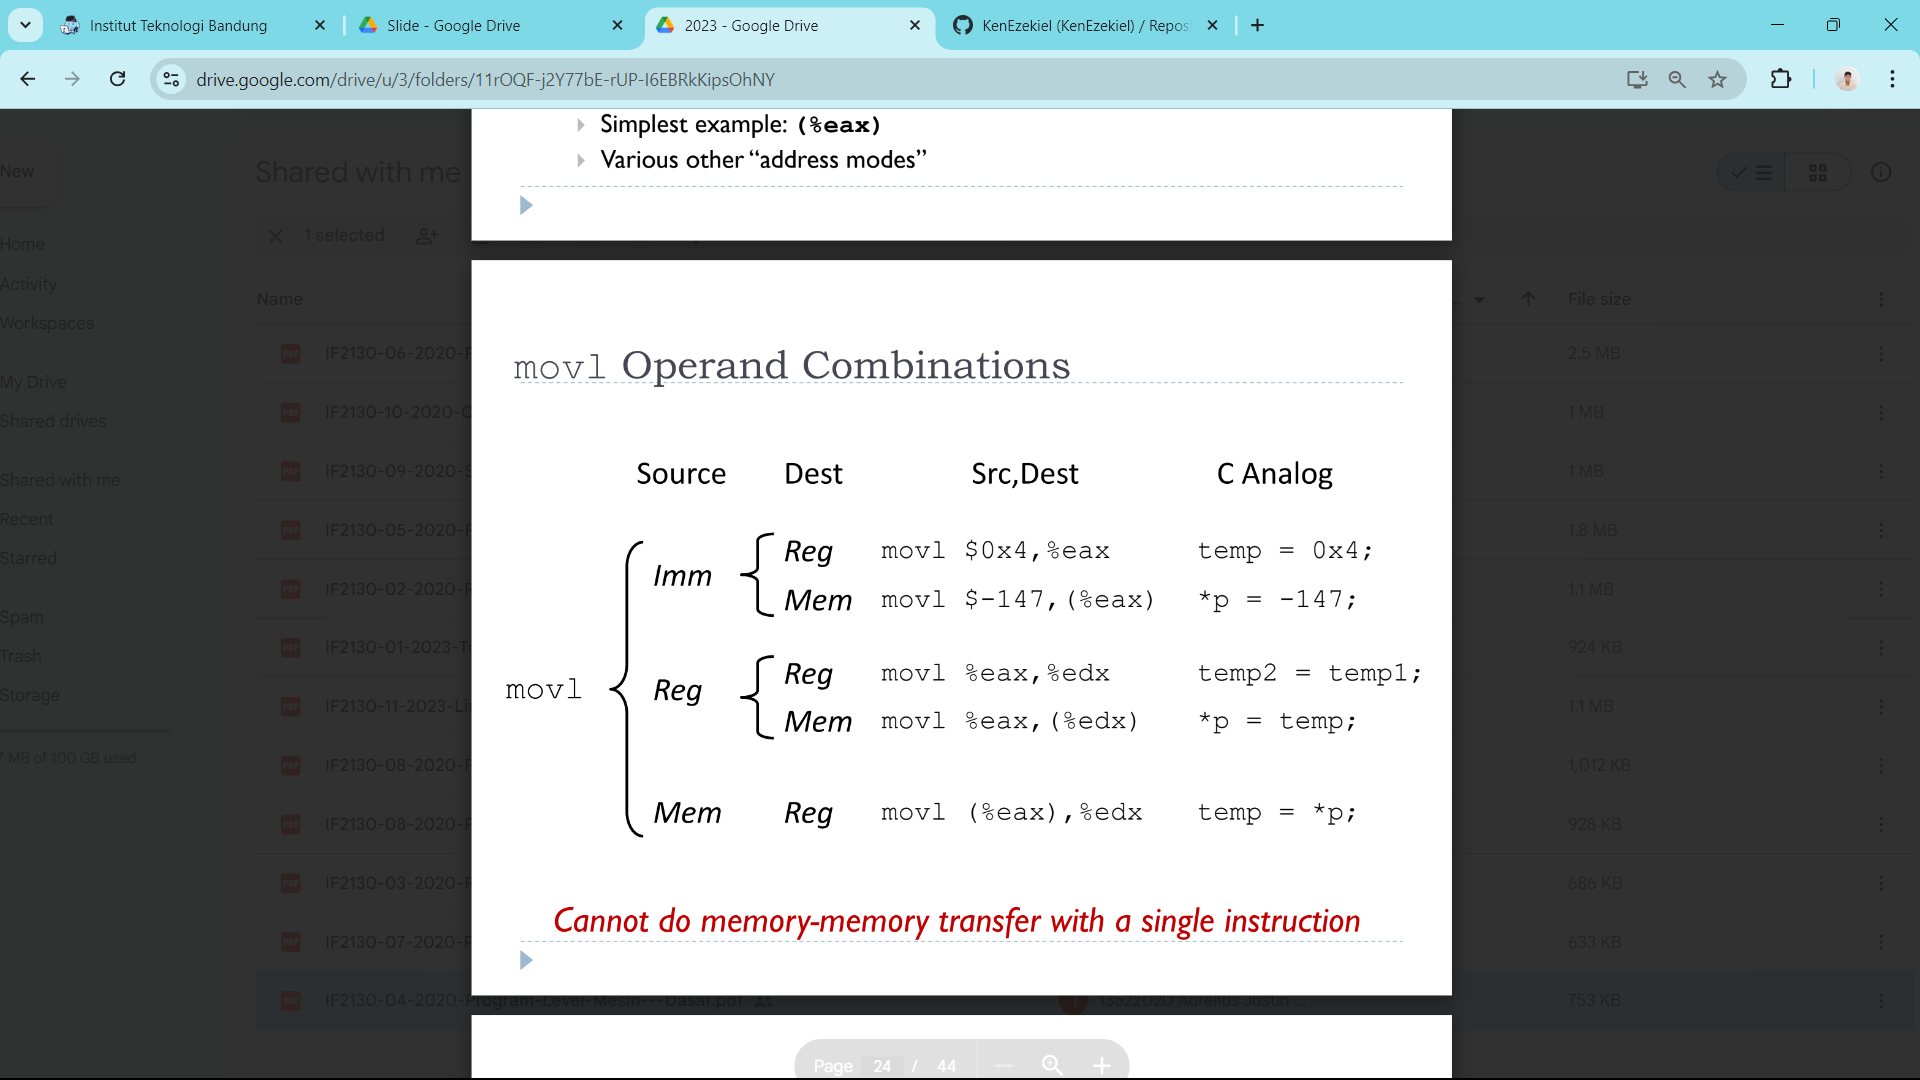 Institut Teknologi Bandung
Slide - Google Drive
2023 - Google Drive
KenEzekiel (KenEzekiel) / Repos
drive.google.com/drive/u/3/folders/11rOQF-j2Y77bE-rUP-I6EBRkKipsOhNY
Simplest example: (%eax)
Various other “address modes”
New
Shared with me
1 selected
Home
Activity
Workspaces
My Drive
Shared drives
Shared with me
Recent
Starred
Spam
Trash
Storage
MB of 100 GB used
Name
File size
IF2130-06-2020-F
2.5 MB
IF2130-10-2020-C
1 MB
IF2130-09-2020-S
1 MB
IF2130-05-2020-F
1.8 MB
IF2130-02-2020-R
1.1 MB
IF2130-01-2023-T
924 KB
IF2130-11-2023-Li
1.1 MB
IF2130-08-2020-F
1,012 KB
IF2130-08-2020-F
928 KB
IF2130-03-2020-F
686 KB
IF2130-07-2020-F
633 KB
IF2130-04-2020-Program-Level-Mesin---Dasar.pdf
13522020 Aurelius Justin ...
753 KB
movl Operand Combinations
Source Dest Src,Dest C Analog
movl
Imm
Reg movl $0x4,%eax temp = 0x4;
Mem movl $-147,(%eax) *p = -147;
Reg
Reg movl %eax,%edx temp2 = temp1;
Mem movl %eax,(%edx) *p = temp;
Mem Reg movl (%eax),%edx temp = *p;
Cannot do memory-memory transfer with a single instruction
Page 24 / 44